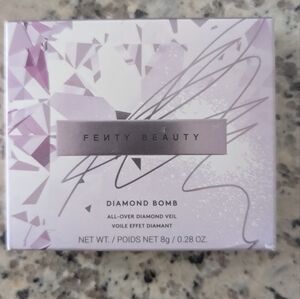 FENTY BEAUTY
DIAMOND BOMB
ALL-OVER DIAMOND VEIL
VOILE EFFET DIAMANT
NET WT. / POIDS NET 8g / 0.28 OZ.